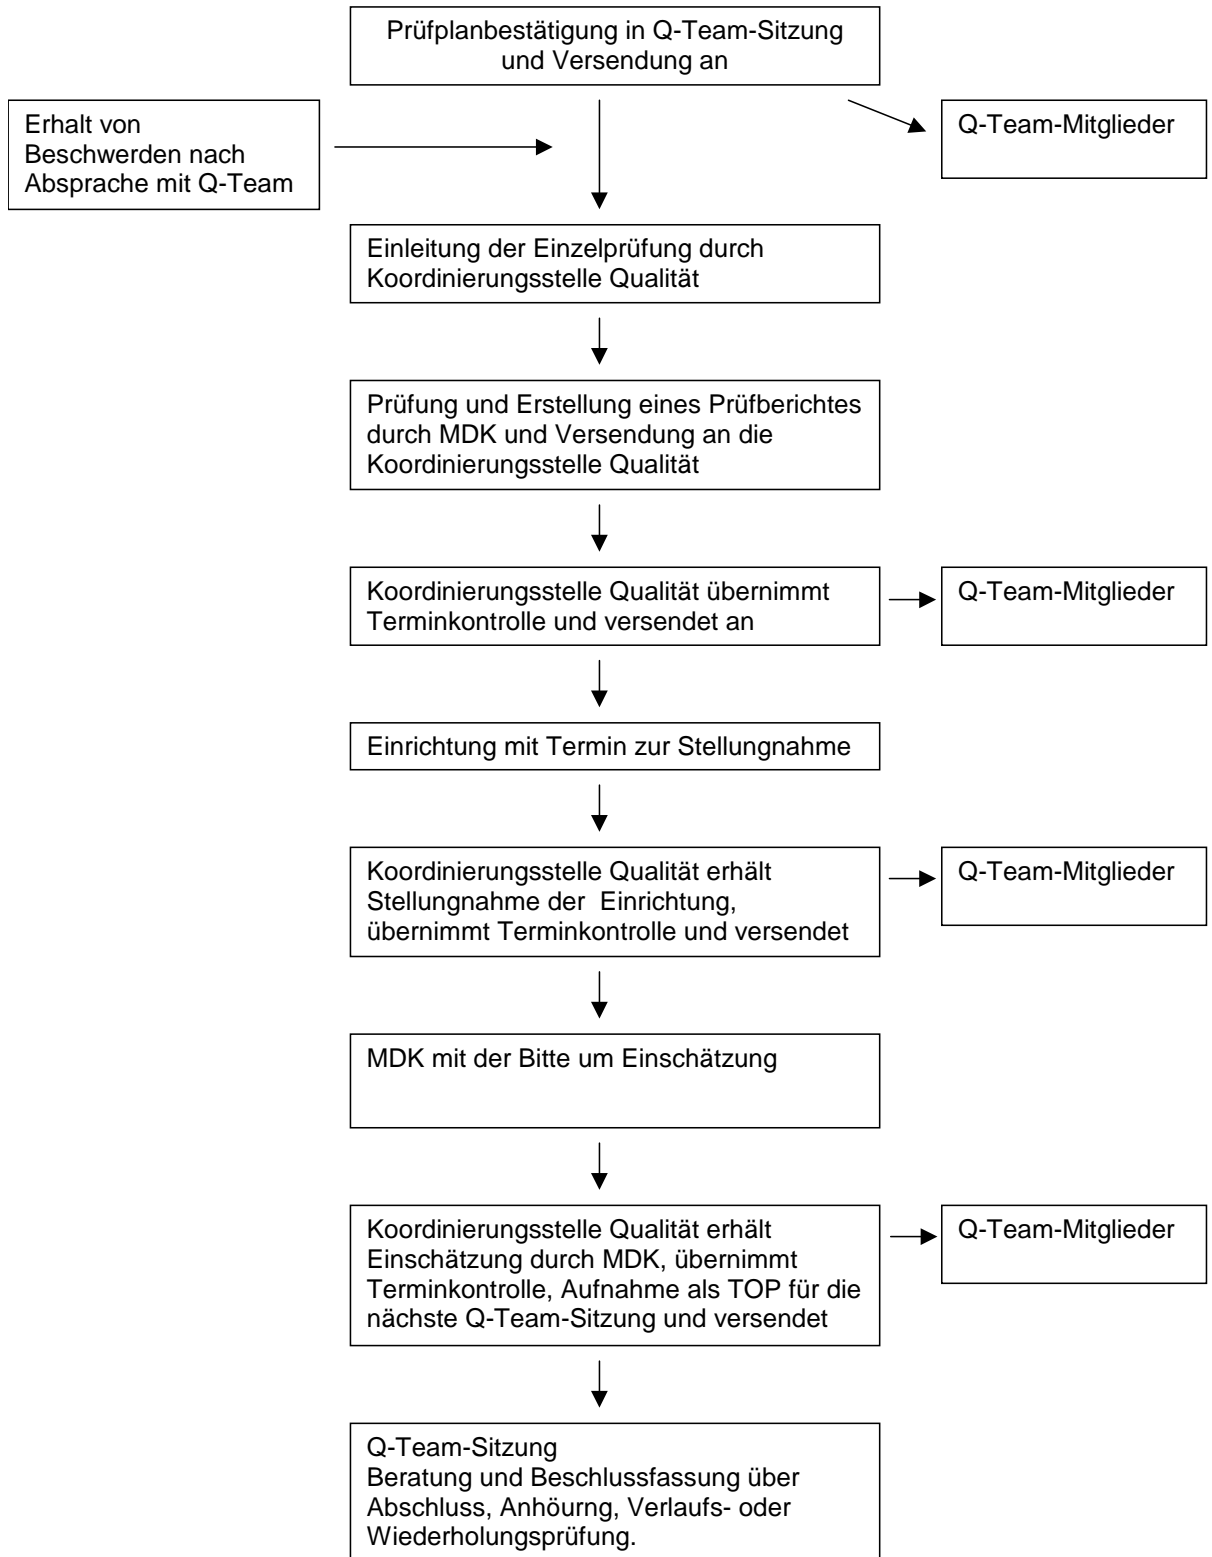 Prüfplanbestätigung in Q-Team-Sitzung
und Versendung an
Erhalt von
Beschwerden nach
Absprache mit Q-Team
Q-Team-Mitglieder
Einleitung der Einzelprüfung durch
Koordinierungsstelle Qualität
Prüfung und Erstellung eines Prüfberichtes
durch MDK und Versendung an die
Koordinierungsstelle Qualität
Koordinierungsstelle Qualität übernimmt
Terminkontrolle und versendet an
Q-Team-Mitglieder
Einrichtung mit Termin zur Stellungnahme
Koordinierungsstelle Qualität erhält
Stellungnahme der  Einrichtung,
übernimmt Terminkontrolle und versendet
Q-Team-Mitglieder
MDK mit der Bitte um Einschätzung
Koordinierungsstelle Qualität erhält
Einschätzung durch MDK, übernimmt
Terminkontrolle, Aufnahme als TOP für die
nächste Q-Team-Sitzung und versendet
Q-Team-Mitglieder
Q-Team-Sitzung
Beratung und Beschlussfassung über
Abschluss, Anhöurng, Verlaufs- oder
Wiederholungsprüfung.